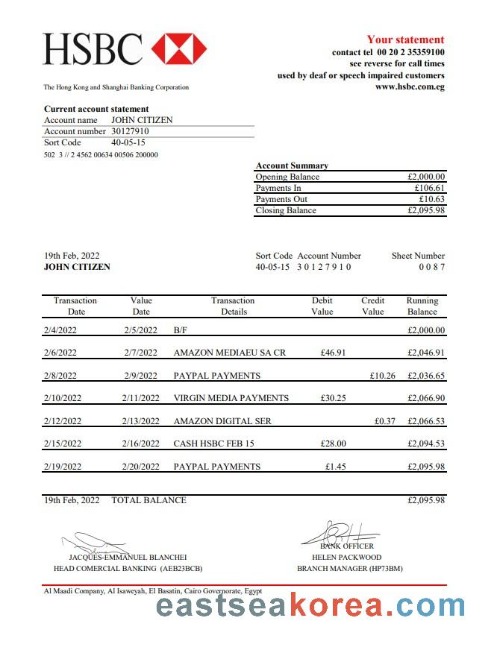 HSBC
Your statement
contact tel 00 20 2 35359100
see reverse for call times
used by deaf or speech impaired customers
www.hsbc.com.eg
The Hong Kong and Shanghai Banking Corporation
Current account statement
Account name JOHN CITIZEN
Account number 30127910
Sort Code 40-05-15
502 3 // 2 4562 00634 00506 200000
Account Summary
Opening Balance £2,000.00
Payments In £106.61
Payments Out £10.63
Closing Balance £2,095.98
19th Feb, 2022 Sort Code Account Number Sheet Number
JOHN CITIZEN 40-05-15 3 0 1 2 7 9 1 0 0 0 8 7
Transaction Value Transaction Debit Credit Running
Date Date Details Value Value Balance
2/4/2022 2/5/2022 B/F £2,000.00
2/6/2022 2/7/2022 AMAZON MEDIAEU SA CR £46.91 £2,046.91
2/8/2022 2/9/2022 PAYPAL PAYMENTS £10.26 £2,036.65
2/10/2022 2/11/2022 VIRGIN MEDIA PAYMENTS £30.25 £2,066.90
2/12/2022 2/13/2022 AMAZON DIGITAL SER £0.37 £2,066.53
2/15/2022 2/16/2022 CASH HSBC FEB 15 £28.00 £2,094.53
2/19/2022 2/20/2022 PAYPAL PAYMENTS £1.45 £2,095.98
19th Feb, 2022 TOTAL BALANCE £2,095.98
BANK OFFICER
JACQUES-EMMANUEL BLANCHEI HELEN PACKWOOD
HEAD COMERCIAL BANKING (AEB23BCB) BRANCH MANAGER (HP73BM)
Al Maadi Company, Al Isaweyah, El Basatin, Cairo Governorate, Egypt
eastseakorea.com